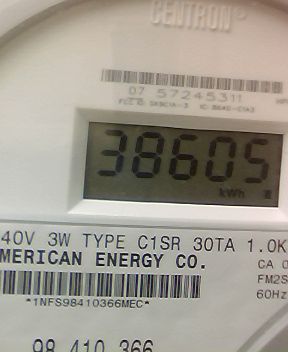 CENTRON®
07 57245311
38605
kWh
40V 3W TYPE C1SR 30TA 1.0K
MERICAN ENERGY CO.
CA 0
FM2S
60Hz
*1NFS98410366MEC*
98 410 366